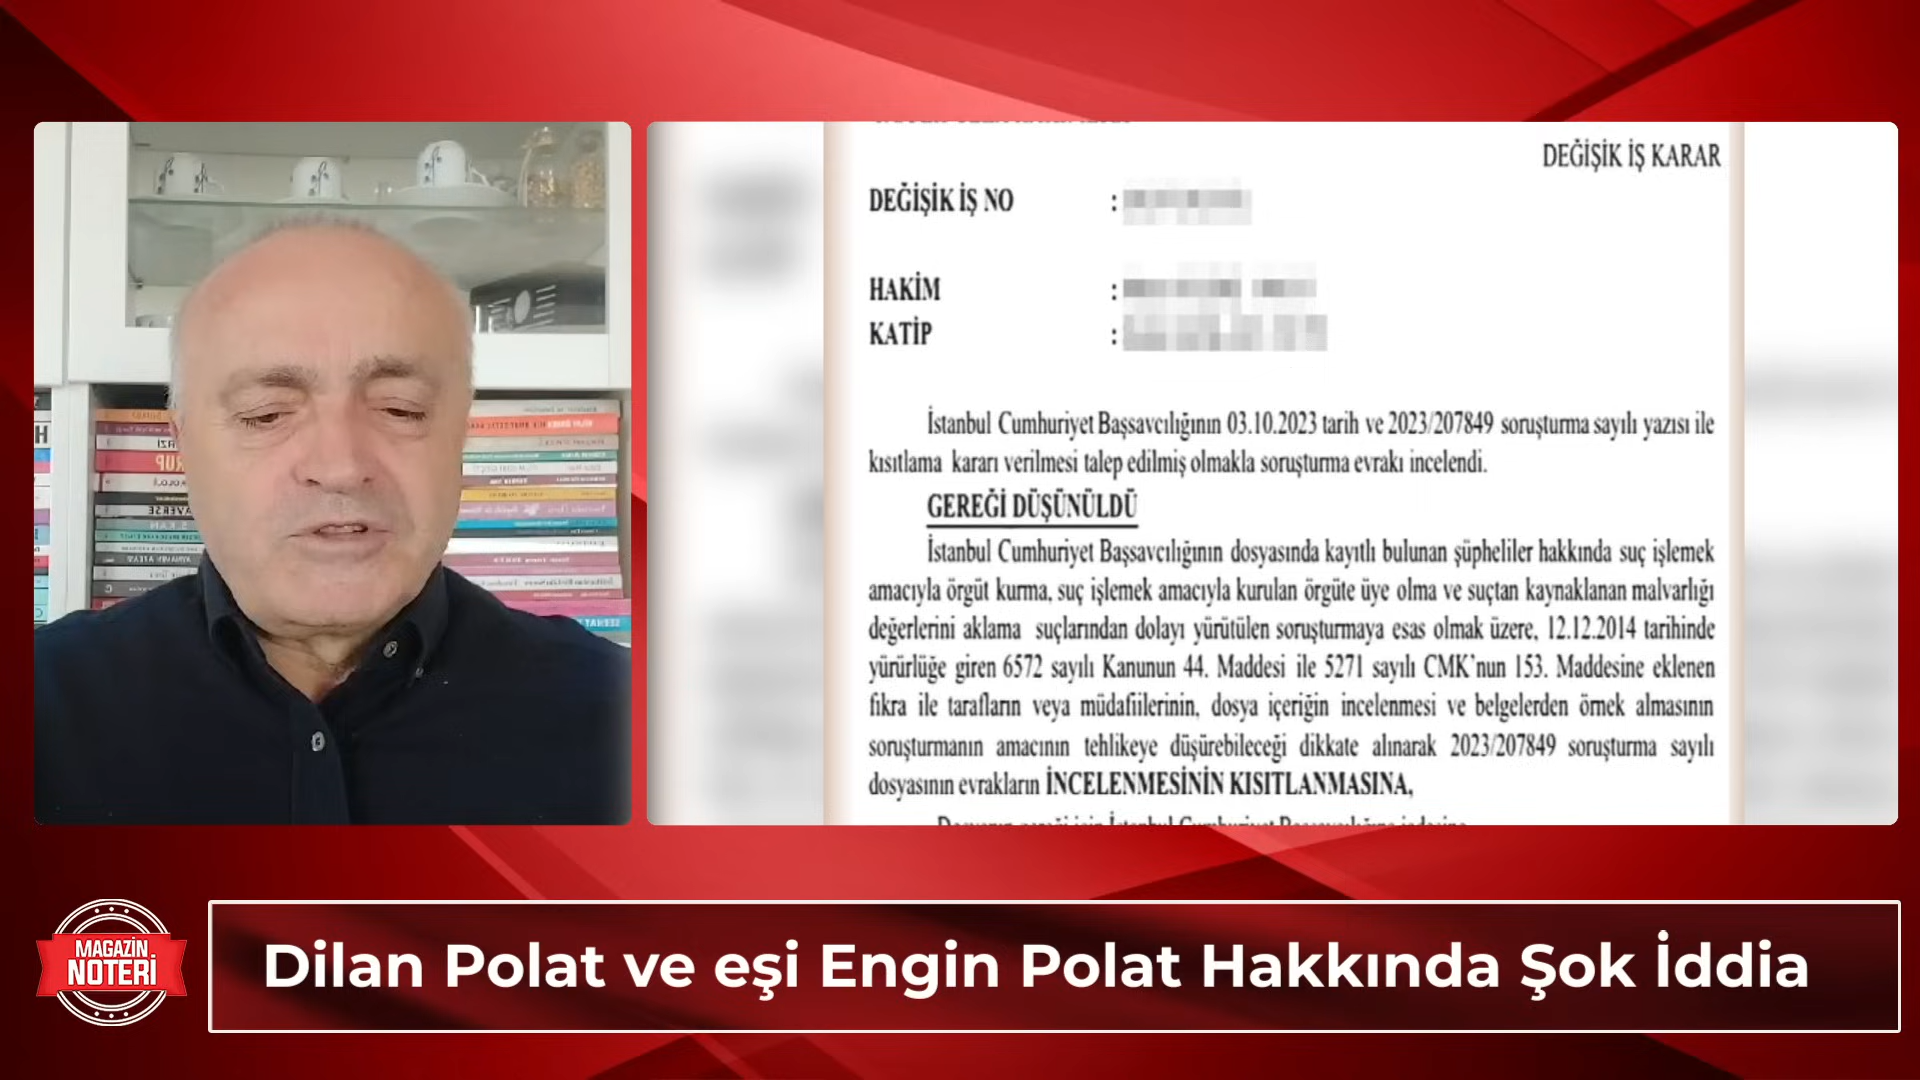 DEĞİŞİK İŞ KARAR
DEĞİŞİK İŞ NO :
HAKİM :
KATİP :
İstanbul Cumhuriyet Başsavcılığının 03.10.2023 tarih ve 2023/207849 soruşturma sayılı yazısı ile
kısıtlama kararı verilmesi talep edilmiş olmakla soruşturma evrakı incelendi.
GEREĞİ DÜŞÜNÜLDÜ
İstanbul Cumhuriyet Başsavcılığının dosyasında kayıtlı bulunan şüpheliler hakkında suç işlemek
amacıyla örgüt kurma, suç işlemek amacıyla kurulan örgüte üye olma ve suçtan kaynaklanan malvarlığı
değerlerini aklama suçlarından dolayı yürütülen soruşturmaya esas olmak üzere, 12.12.2014 tarihinde
yürürlüğe giren 6572 sayılı Kanunun 44. Maddesi ile 5271 sayılı CMK'nun 153. Maddesine eklenen
fikra ile tarafların veya müdafiilerinin, dosya içeriğin incelenmesi ve belgelerden örnek almasının
soruşturmanın amacının tehlikeye düşürebileceği dikkate alınarak 2023/207849 soruşturma sayılı
dosyasının evrakların İNCELENMESİNİN KISITLANMASINA,
MAGAZİN
NOTERİ
Dilan Polat ve eşi Engin Polat Hakkında Şok İddia